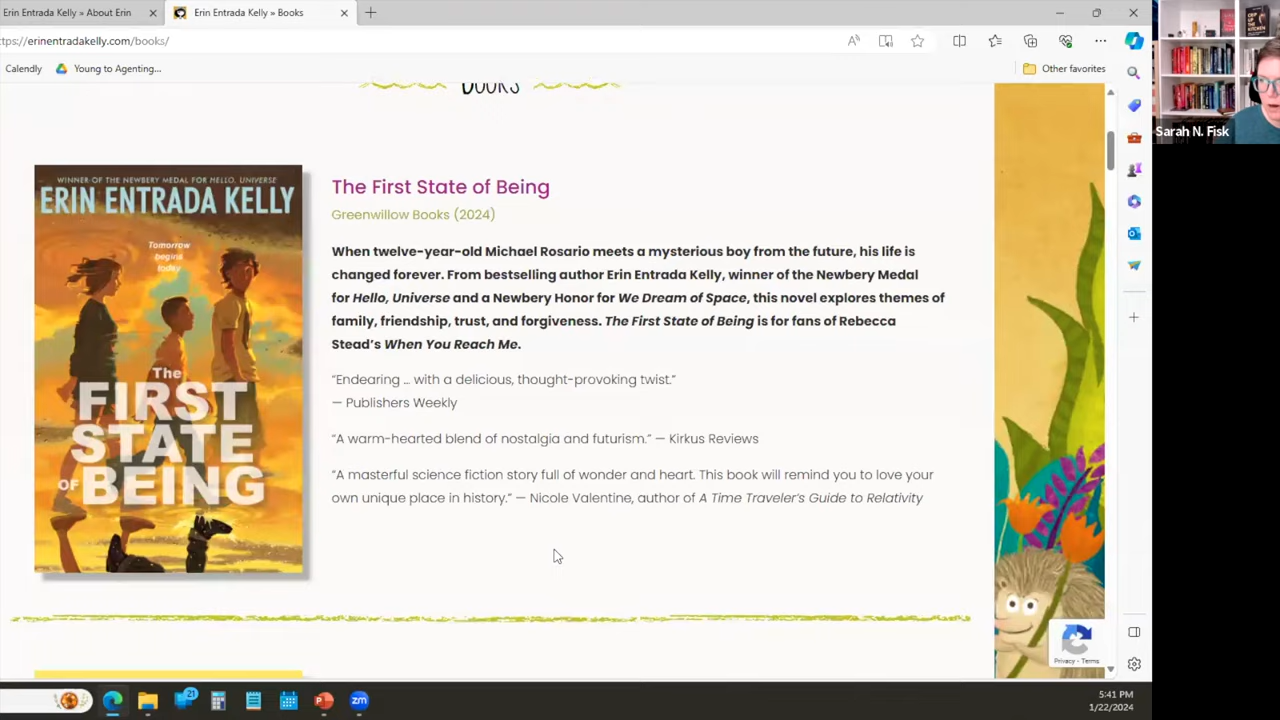 Erin Entrada Kelly » About Erin
Erin Entrada Kelly » Books
tps://erinentradakelly.com/books/
Calendly
Young to Agenting...
Other favorites
Sarah N. Fisk
BOOKS
WINNER OF THE NEWBERY MEDAL FOR HELLO, UNIVERSE
ERIN ENTRADA KELLY
Tomorrow
begins
today
The
FIRST
STATE
OF BEING
The First State of Being
Greenwillow Books (2024)
When twelve-year-old Michael Rosario meets a mysterious boy from the future, his life is
changed forever. From bestselling author Erin Entrada Kelly, winner of the Newbery Medal
for Hello, Universe and a Newbery Honor for We Dream of Space, this novel explores themes of
family, friendship, trust, and forgiveness. The First State of Being is for fans of Rebecca
Stead’s When You Reach Me.
“Endearing … with a delicious, thought-provoking twist.”
— Publishers Weekly
“A warm-hearted blend of nostalgia and futurism.” — Kirkus Reviews
“A masterful science fiction story full of wonder and heart. This book will remind you to love your
own unique place in history.” — Nicole Valentine, author of A Time Traveler’s Guide to Relativity
Privacy - Terms
21
zm
5:41 PM
1/22/2024